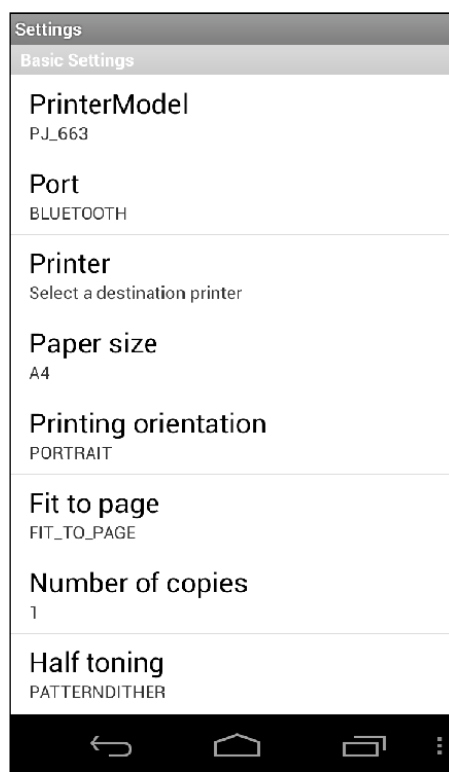 Settings
Basic Settings
PrinterModel
PJ_663
Port
BLUETOOTH
Printer
Select a destination printer
Paper size
A4
Printing orientation
PORTRAIT
Fit to page
FIT_TO_PAGE
Number of copies
1
Half toning
PATTERNDITHER